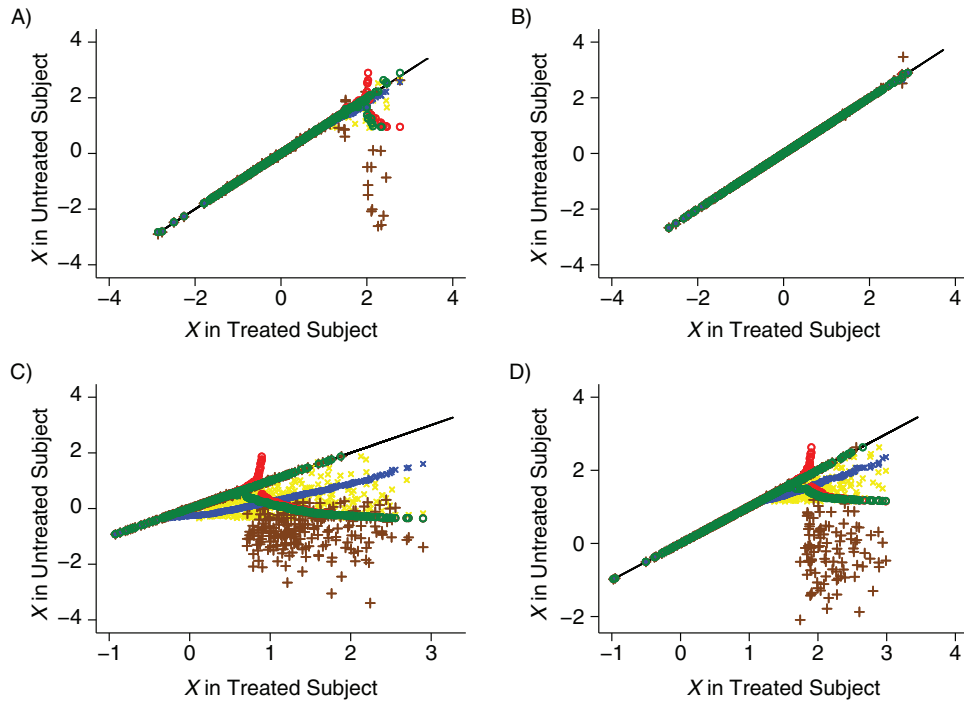 A)
4
2
0
−2
−4
X in Untreated Subject
−4 −2 0 2 4
X in Treated Subject
B)
4
2
0
−2
−4
X in Untreated Subject
−4 −2 0 2 4
X in Treated Subject
C)
4
2
0
−2
−4
X in Untreated Subject
−1 0 1 2 3
X in Treated Subject
D)
4
2
0
−2
X in Untreated Subject
−1 0 1 2 3 4
X in Treated Subject